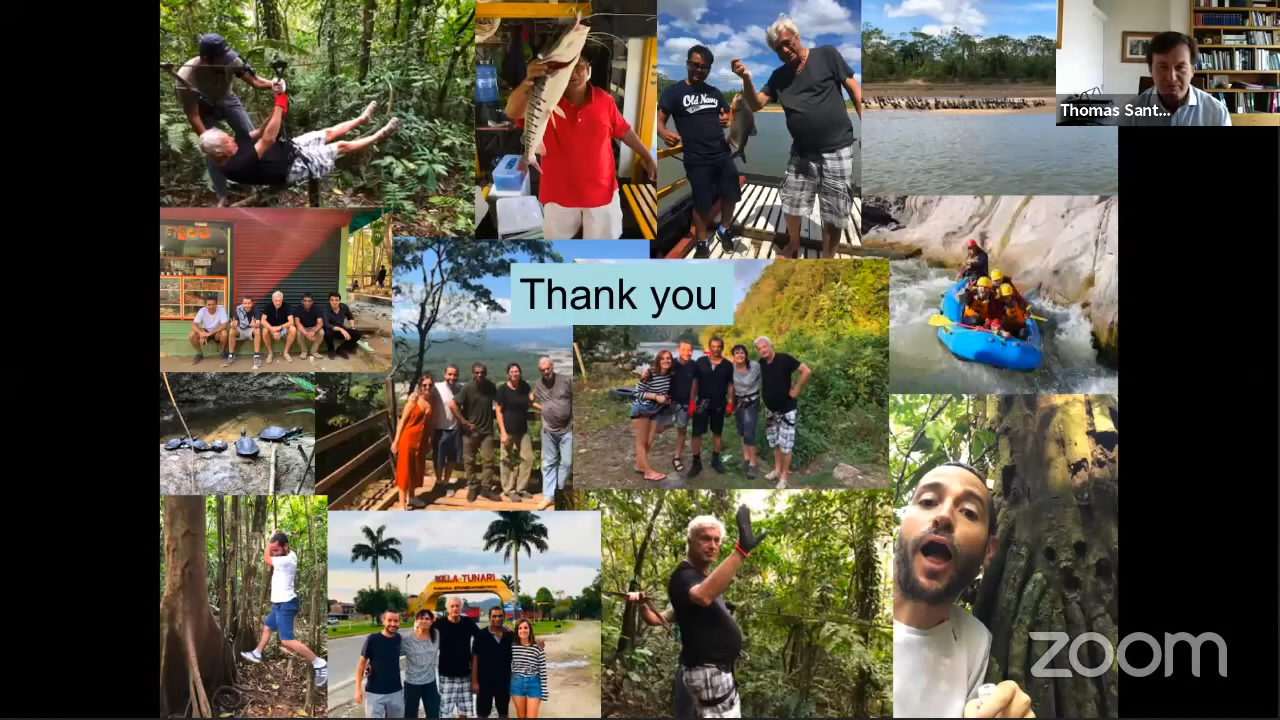 OLD NAVY
Thomas Sant...
Thank you
VILLA TUNARI
zoom